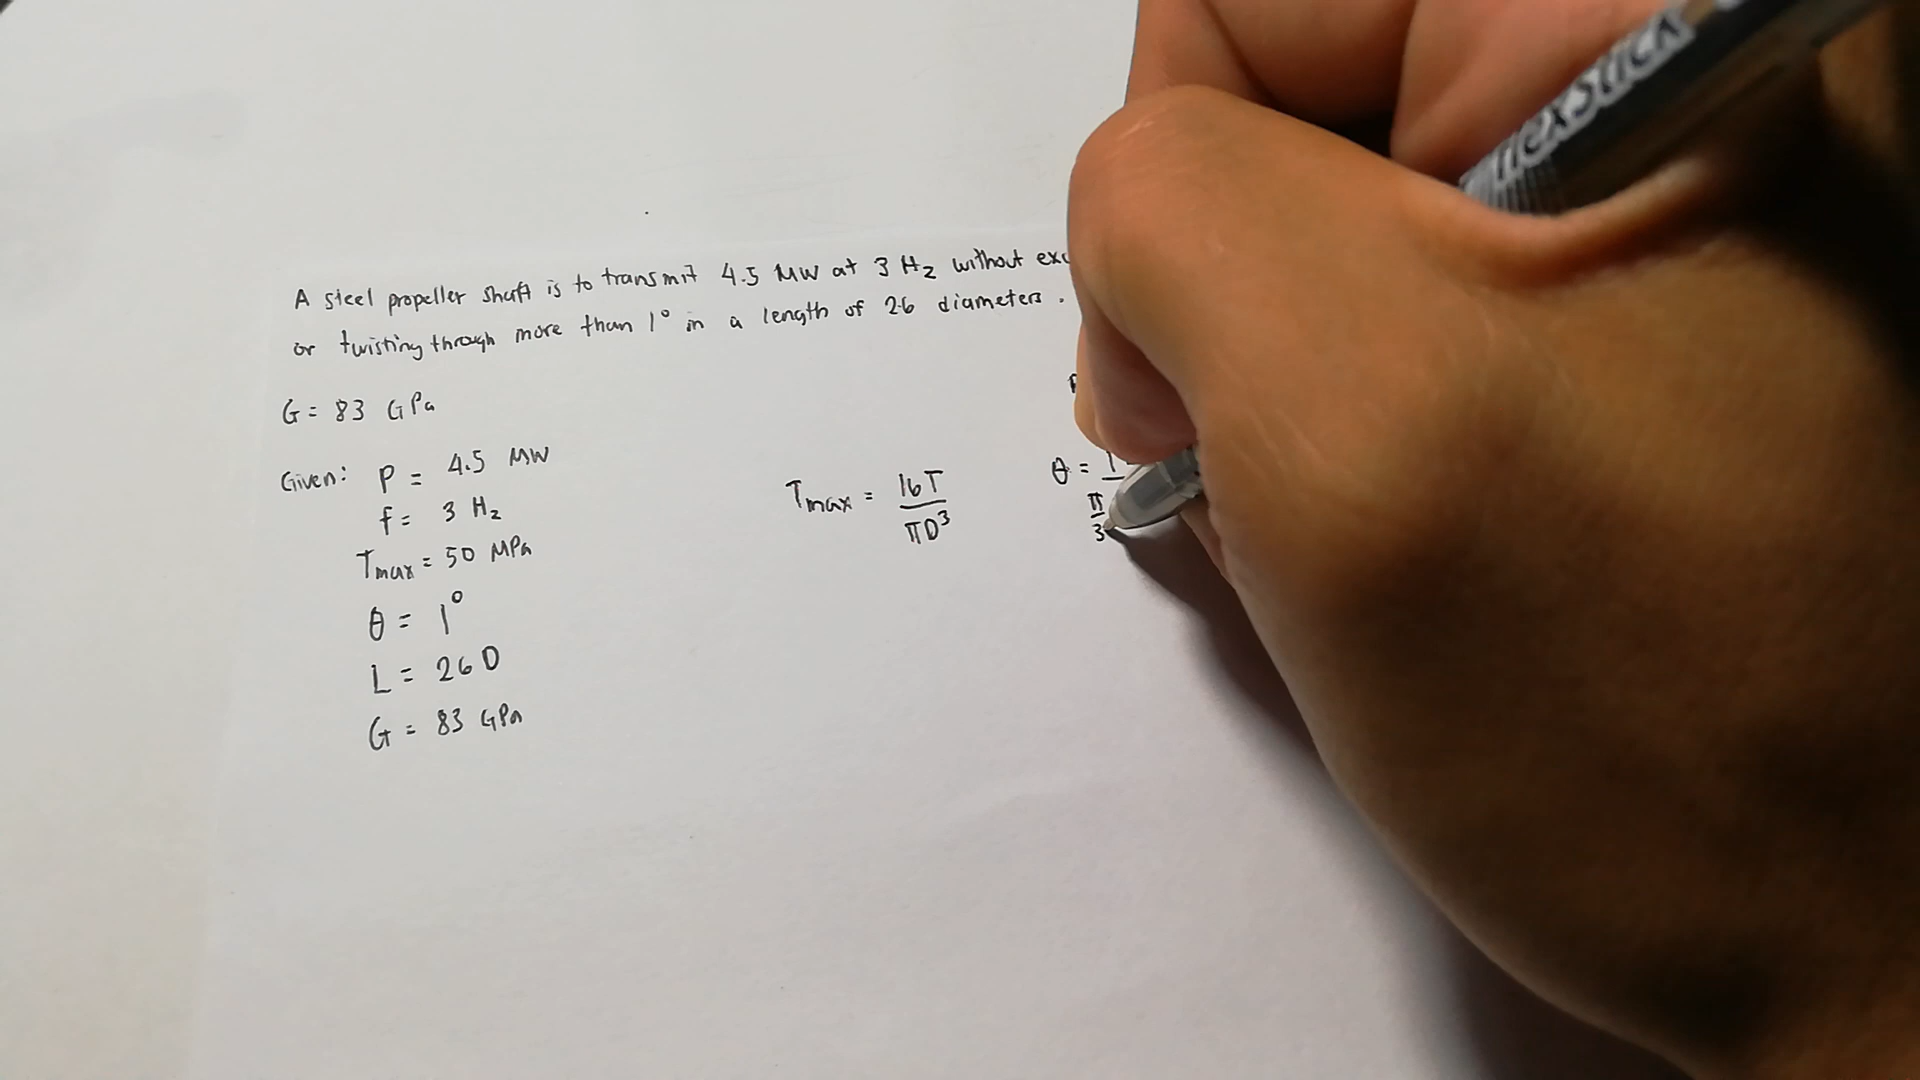 A steel propeller shaft is to transmit 4.5 MW at 3 Hz without
or twisting through more than 1° in a length of 26 diameters.
G = 83 GPa
Given: P = 4.5 MW
f = 3 Hz
Tmax = 50 MPa
θ = 1°
L = 26D
G = 83 GPa
Tmax = 16T
πD³
θ =
π
3